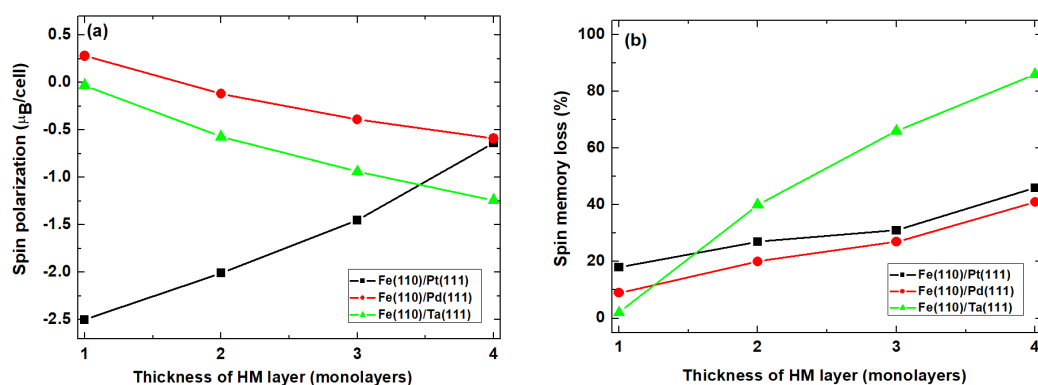 (a)
0.5
0.0
-0.5
-1.0
-1.5
-2.0
-2.5
Spin polarization (μB/cell)
Fe(110)/Pt(111)
Fe(110)/Pd(111)
Fe(110)/Ta(111)
1 2 3 4
Thickness of HM layer (monolayers)
(b)
100
80
60
40
20
0
Spin memory loss (%)
Fe(110)/Pt(111)
Fe(110)/Pd(111)
Fe(110)/Ta(111)
1 2 3 4
Thickness of HM layer (monolayers)